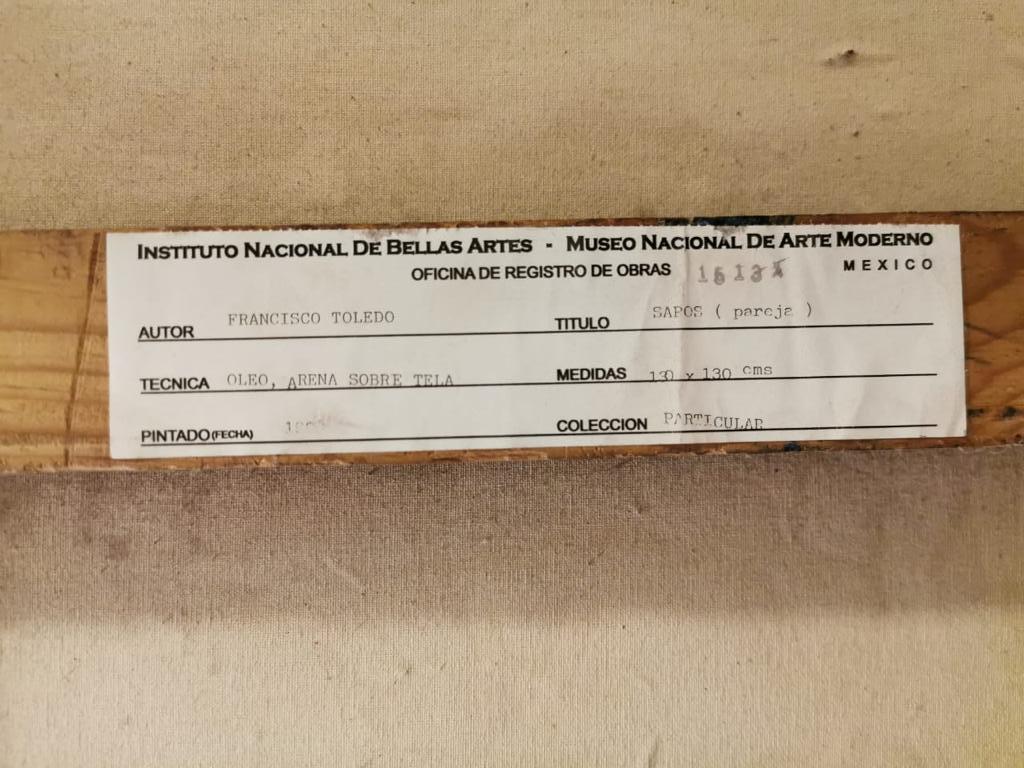 INSTITUTO NACIONAL DE BELLAS ARTES - MUSEO NACIONAL DE ARTE MODERNO
OFICINA DE REGISTRO DE OBRAS MEXICO
AUTOR FRANCISCO TOLEDO TITULO SAPOS ( pareja )
TECNICA OLEO, ARENA SOBRE TELA MEDIDAS 130 x 130 cms
PINTADO (FECHA) COLECCION PARTICULAR